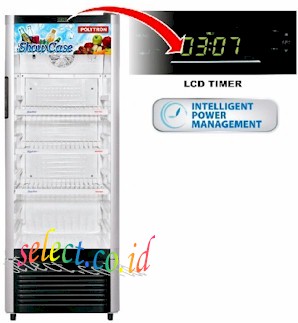 POLYTRON
Show Case
03:07
LCD TIMER
INTELLIGENT
POWER
MANAGEMENT
select.co.id